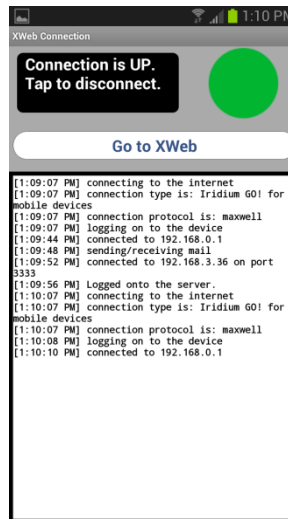 1:10 PM
XWeb Connection
Connection is UP.
Tap to disconnect.
Go to XWeb
[1:09:07 PM] connecting to the internet
[1:09:07 PM] connection type is: Iridium GO! for
mobile devices
[1:09:07 PM] connection protocol is: maxwell
[1:09:07 PM] logging on to the device
[1:09:44 PM] connected to 192.168.0.1
[1:09:48 PM] sending/receiving mail
[1:09:52 PM] connected to 192.168.3.36 on port
3333
[1:09:56 PM] Logged onto the server.
[1:10:07 PM] connecting to the internet
[1:10:07 PM] connection type is: Iridium GO! for
mobile devices
[1:10:07 PM] connection protocol is: maxwell
[1:10:08 PM] logging on to the device
[1:10:10 PM] connected to 192.168.0.1